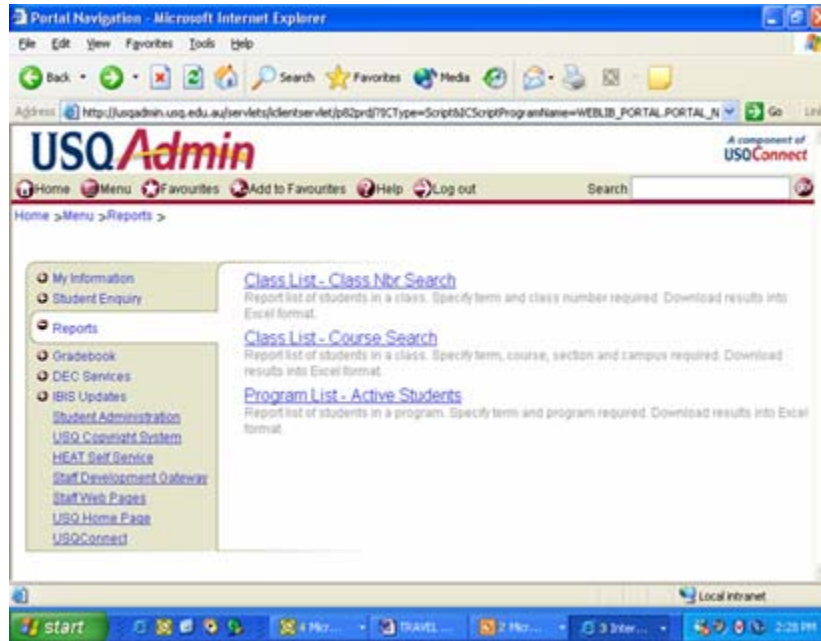 Portal Navigation - Microsoft Internet Explorer
File Edit View Favorites Tools Help
Back Search Favorites Media
Address http://usqadmin.usq.edu.au/servlets/iclientservlet/p82prd/?ICType=Script&ICScriptProgramName=WEBLIB_PORTAL.PORTAL_N Go
USQAdmin
A component of
USQConnect
Home Menu Favourites Add to Favourites Help Log out Search
Home >Menu >Reports >
My Information
Student Enquiry
Reports
Gradebook
DEC Services
IBIS Updates
Student Administration
USQ Copyright System
HEAT Self Service
Staff Development Gateway
Staff Web Pages
USQ Home Page
USQConnect
Class List - Class Nbr Search
Report list of students in a class. Specify term and class number required. Download results into
Excel format.
Class List - Course Search
Report list of students in a class. Specify term, course, section and campus required. Download
results into Excel format.
Program List - Active Students
Report list of students in a program. Specify term and program required. Download results into Excel
format.
Local intranet
start 4 Micr... TRAVEL ... 2 Micr... 3 Inter... 2:28 PM